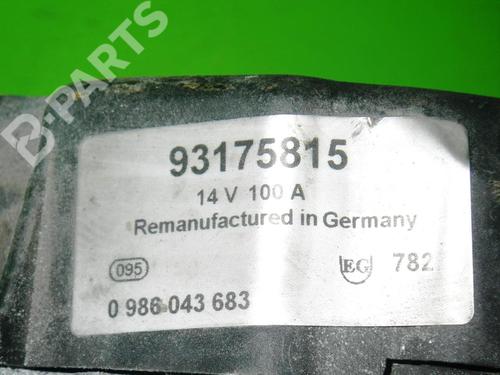 B-PARTS
93175815
14 V 100 A
Remanufactured in Germany
095
EG 782
0 986 043 683